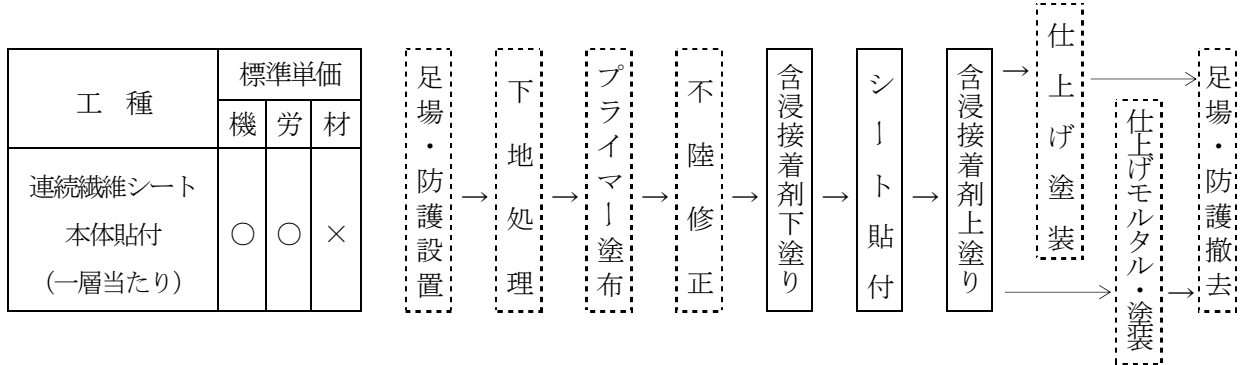 工 種
標準単価
機 労 材
連続繊維シート
本体貼付
(一層当たり)
○ ○ ×
足場・防護設置
→
下地処理
→
プライマー塗布
→
不陸修正
→
含浸接着剤下塗り
→
シート貼付
→
含浸接着剤上塗り
→
仕上げ塗装
→
仕上げモルタル・塗装
→
足場・防護撤去